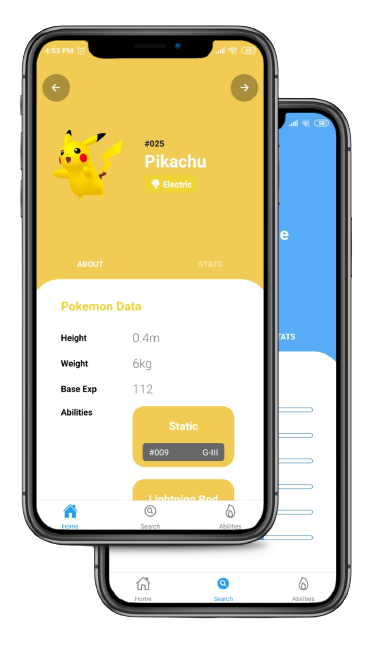 4:53 PM
#025
Pikachu
Electric
ABOUT STATS
Pokemon Data
Height 0.4m
Weight 6kg
Base Exp 112
Abilities
Static
#009 G-III
Lightning Rod
Home Search Abilities
e
TATS
Home Search Abilities